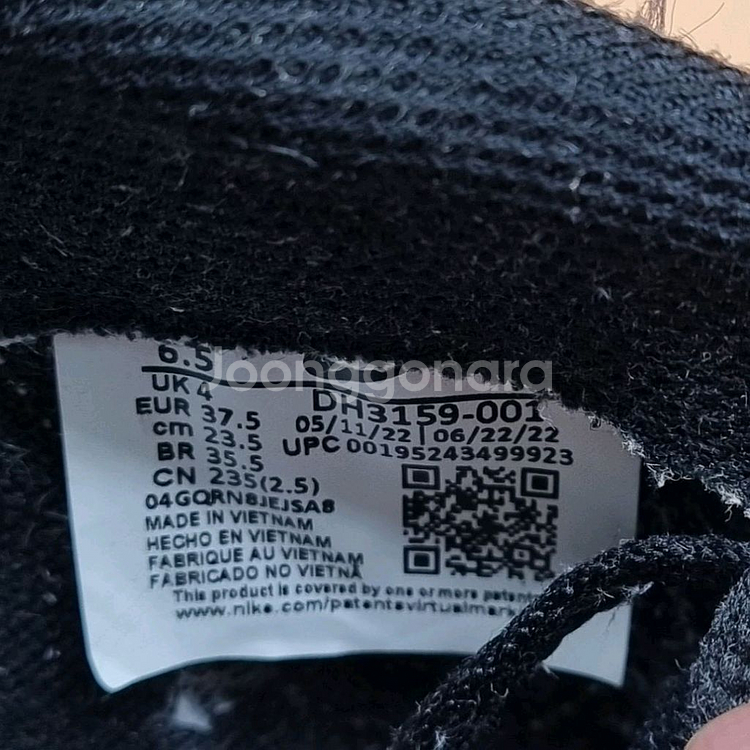 Joonggonara
6.5
UK 4
EUR 37.5
cm 23.5
BR 35.5
CN 235(2.5)
DH3159-001
05/11/22 | 06/22/22
UPC 00195243499923
04GQRN8JEJSA8
MADE IN VIETNAM
HECHO EN VIETNAM
FABRIQUE AU VIETNAM
FABRICADO NO VIETNÃ
This product is covered by one or more patents
www.nike.com/patentsvirtualmark